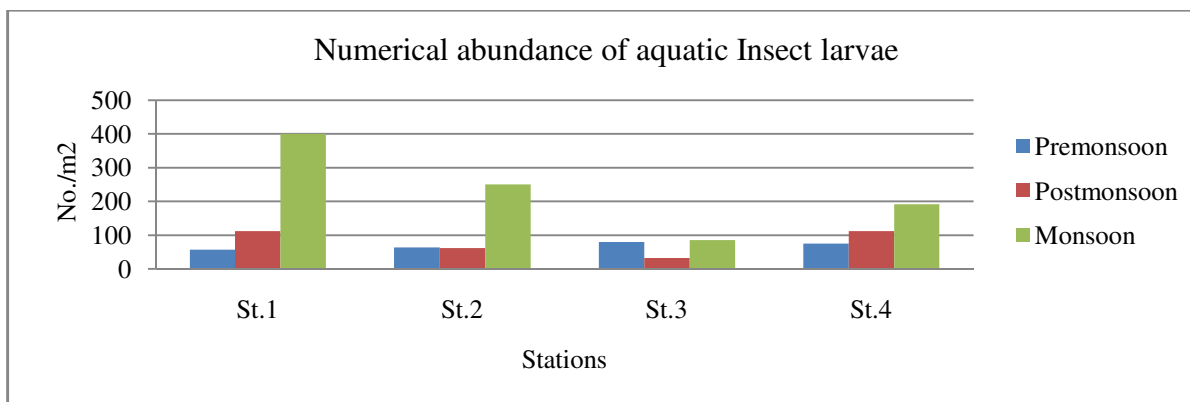 Numerical abundance of aquatic Insect larvae
No./m2
500
400
300
200
100
0
St.1 St.2 St.3 St.4
Stations
Premonsoon
Postmonsoon
Monsoon